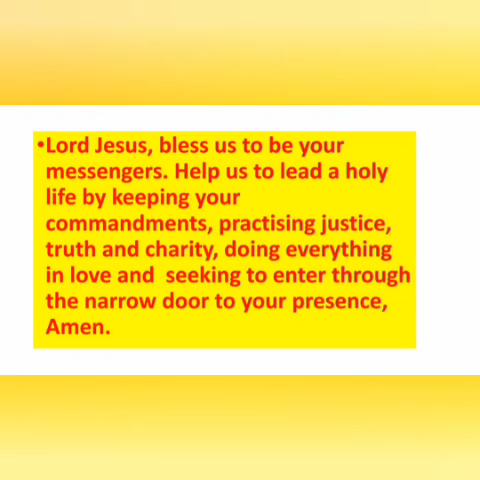 •Lord Jesus, bless us to be your
messengers. Help us to lead a holy
life by keeping your
commandments, practising justice,
truth and charity, doing everything
in love and  seeking to enter through
the narrow door to your presence,
Amen.